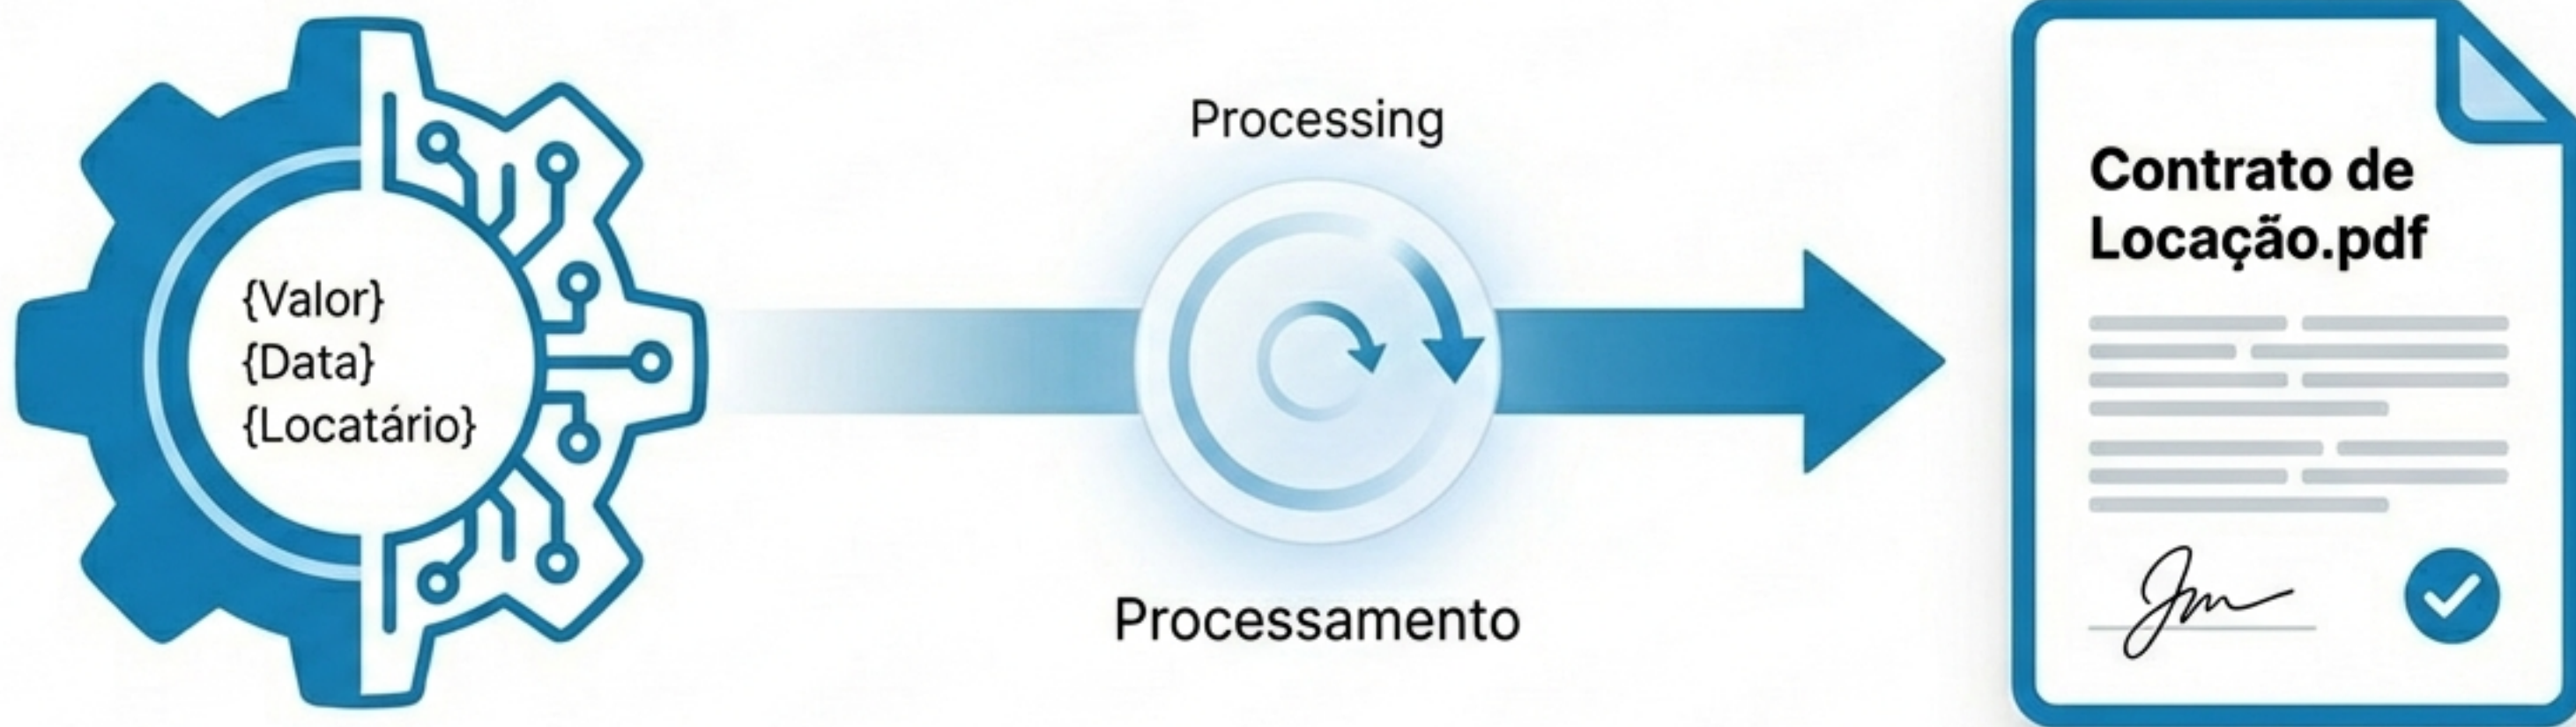 {Valor}
{Data}
{Locatário}
Processing
Processamento
Contrato de
Locação.pdf